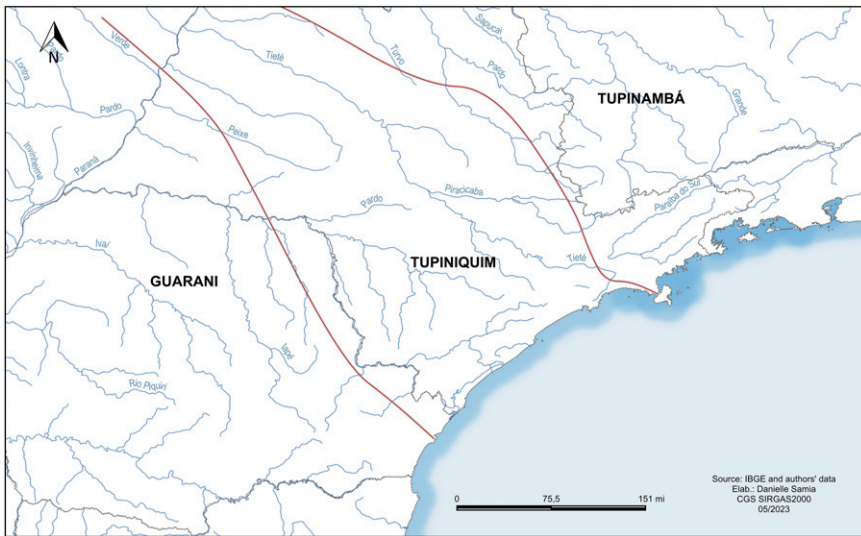 N
Pardo
Verde
Lontra
Tietê
Turvo
Sapucaí
Pardo
TUPINAMBÁ
Grande
Pardo
Invinheima
Paraná
Peixe
Piracicaba
Paraíba do Sul
Pardo
Ivaí
GUARANI
TUPINIQUIM
Tietê
Iapó
Rio Piquiri
Source: IBGE and authors' data
Elab.: Danielle Samia
CGS SIRGAS2000
05/2023
0
75,5
151 mi